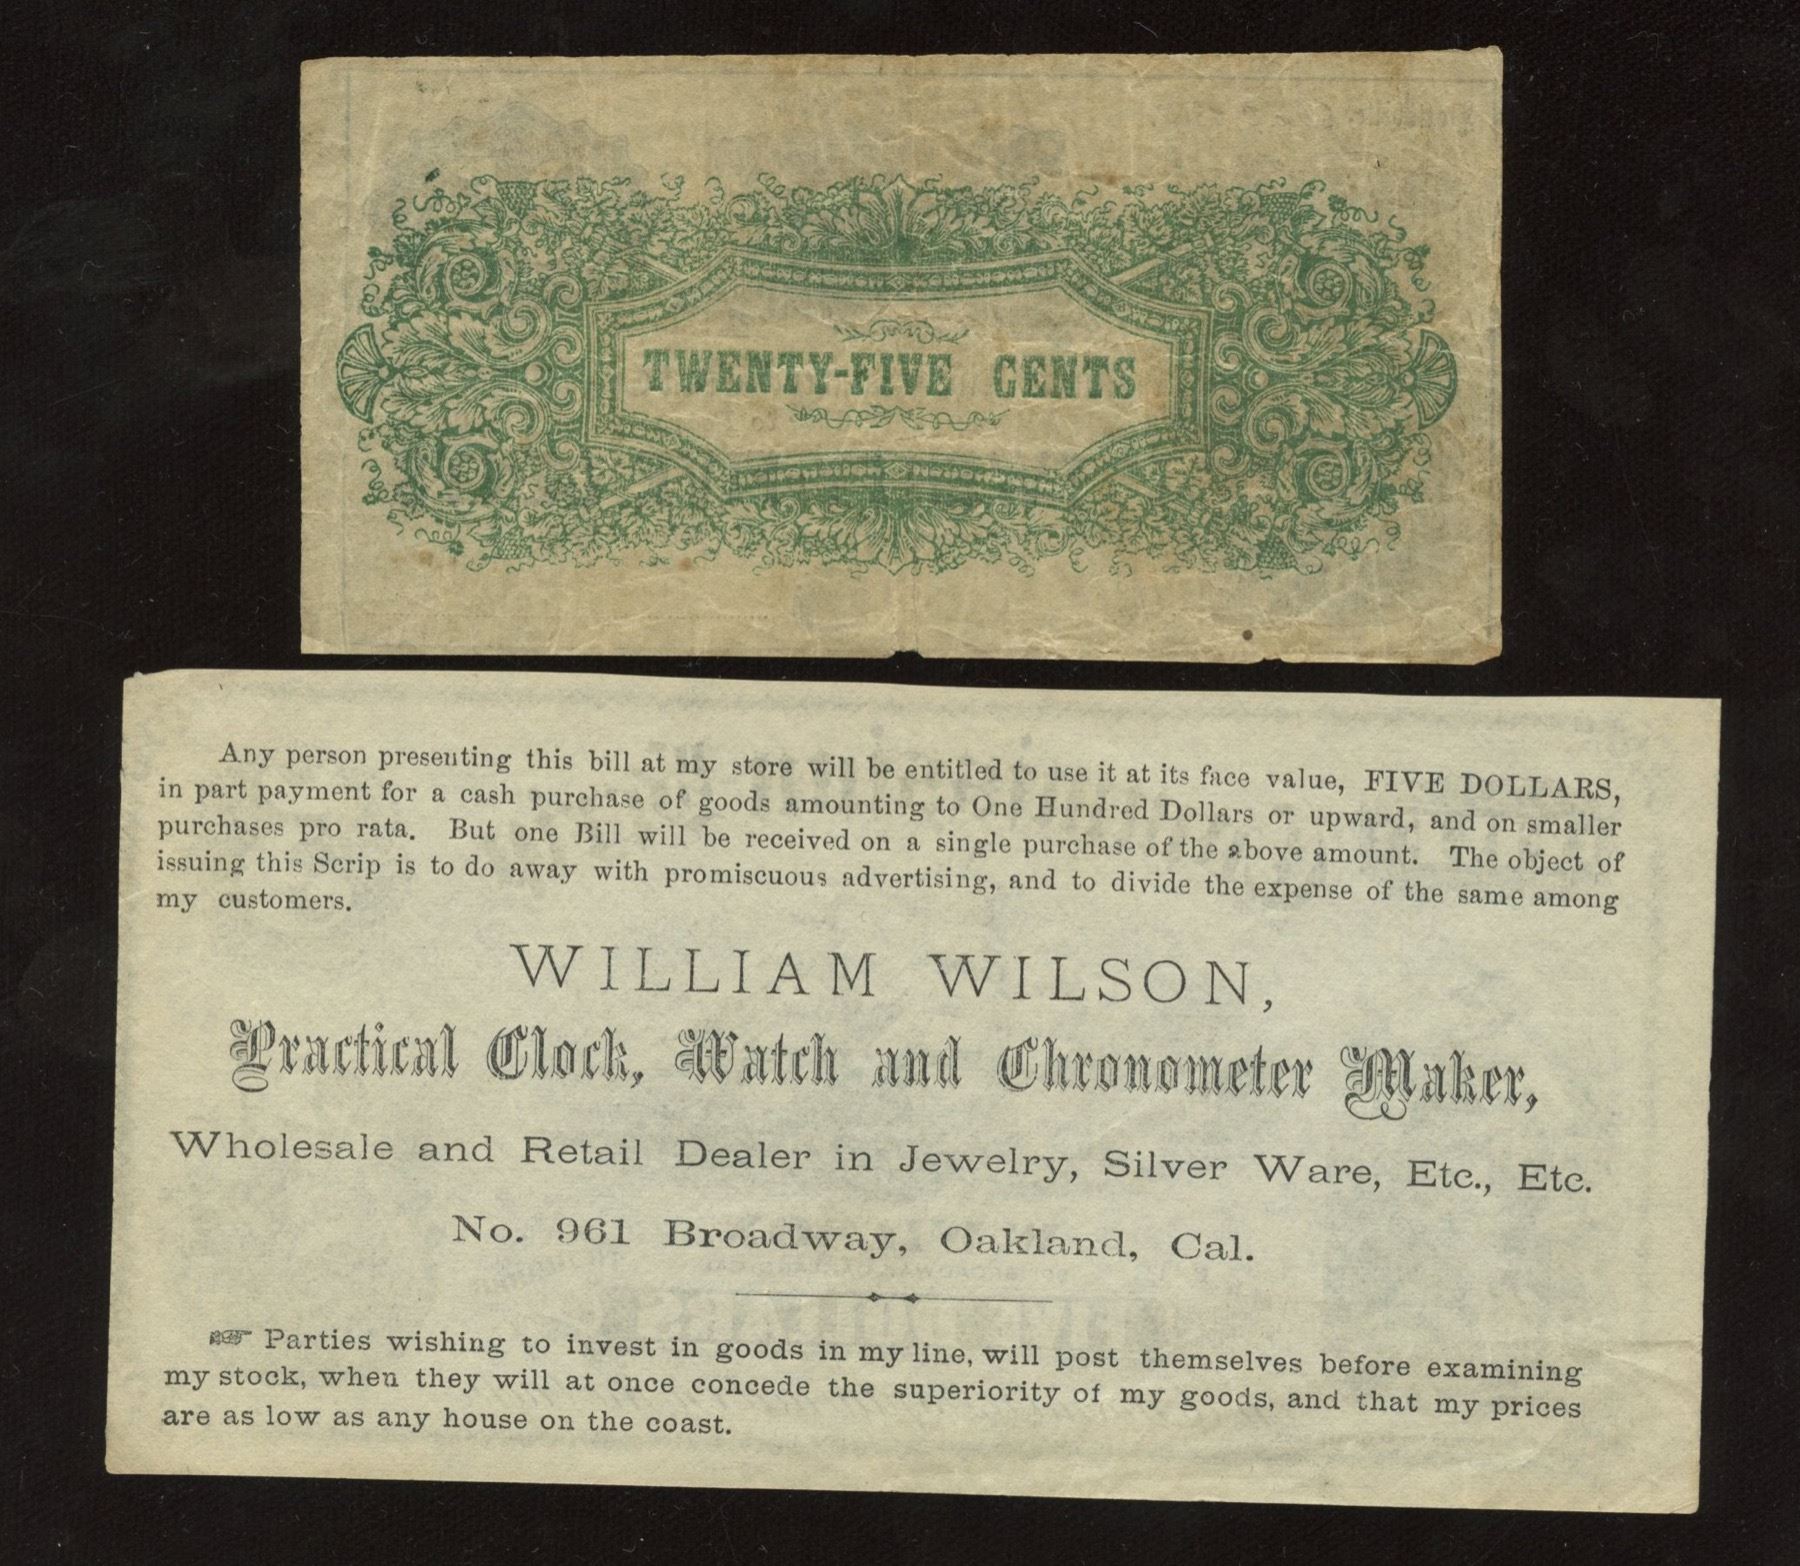 TWENTY-FIVE CENTS
Any person presenting this bill at my store will be entitled to use it at its face value, FIVE DOLLARS,
in part payment for a cash purchase of goods amounting to One Hundred Dollars or upward, and on smaller
purchases pro rata. But one Bill will be received on a single purchase of the above amount. The object of
issuing this Scrip is to do away with promiscuous advertising, and to divide the expense of the same among
my customers.
WILLIAM WILSON,
Practical Clock, Watch and Chronometer Maker,
Wholesale and Retail Dealer in Jewelry, Silver Ware, Etc., Etc.
No. 961 Broadway, Oakland, Cal.
☞ Parties wishing to invest in goods in my line, will post themselves before examining
my stock, when they will at once concede the superiority of my goods, and that my prices
are as low as any house on the coast.